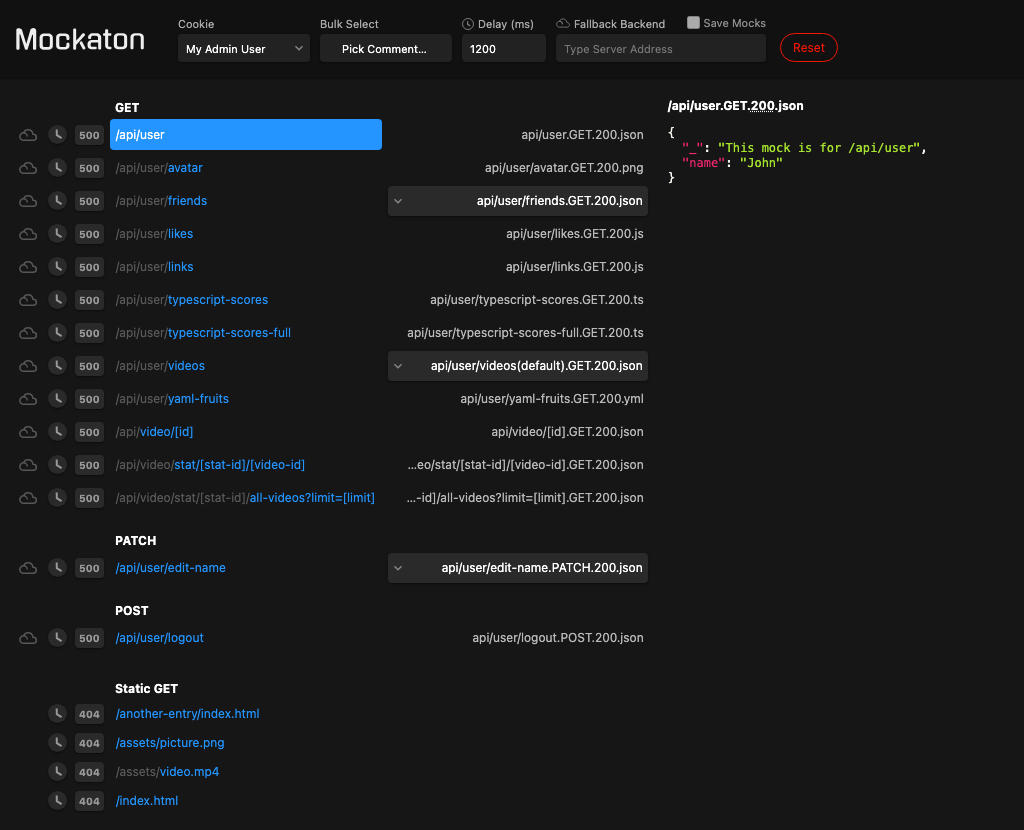 Mockaton
Cookie
My Admin User
Bulk Select
Pick Comment…
Delay (ms)
1200
Fallback Backend
Type Server Address
Save Mocks
Reset
GET
500 /api/user api/user.GET.200.json
500 /api/user/avatar api/user/avatar.GET.200.png
500 /api/user/friends api/user/friends.GET.200.json
500 /api/user/likes api/user/likes.GET.200.js
500 /api/user/links api/user/links.GET.200.js
500 /api/user/typescript-scores api/user/typescript-scores.GET.200.ts
500 /api/user/typescript-scores-full api/user/typescript-scores-full.GET.200.ts
500 /api/user/videos api/user/videos(default).GET.200.json
500 /api/user/yaml-fruits api/user/yaml-fruits.GET.200.yml
500 /api/video/[id] api/video/[id].GET.200.json
500 /api/video/stat/[stat-id]/[video-id] …eo/stat/[stat-id]/[video-id].GET.200.json
500 /api/video/stat/[stat-id]/all-videos?limit=[limit] …-id]/all-videos?limit=[limit].GET.200.json
PATCH
500 /api/user/edit-name api/user/edit-name.PATCH.200.json
POST
500 /api/user/logout api/user/logout.POST.200.json
Static GET
404 /another-entry/index.html
404 /assets/picture.png
404 /assets/video.mp4
404 /index.html
/api/user.GET.200.json
{
"_": "This mock is for /api/user",
"name": "John"
}